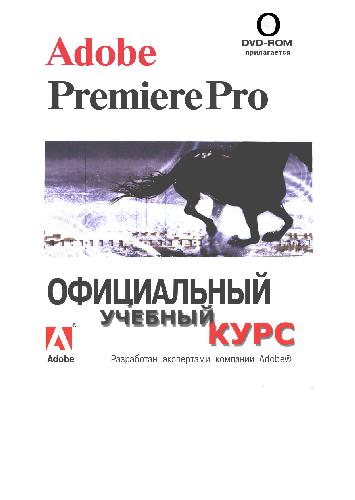 DVD-ROM
прилагается
Adobe
Premiere Pro
ОФИЦИАЛЬНЫЙ
УЧЕБНЫЙ
КУРС
Adobe
Разработан экспертами компании Adobe®